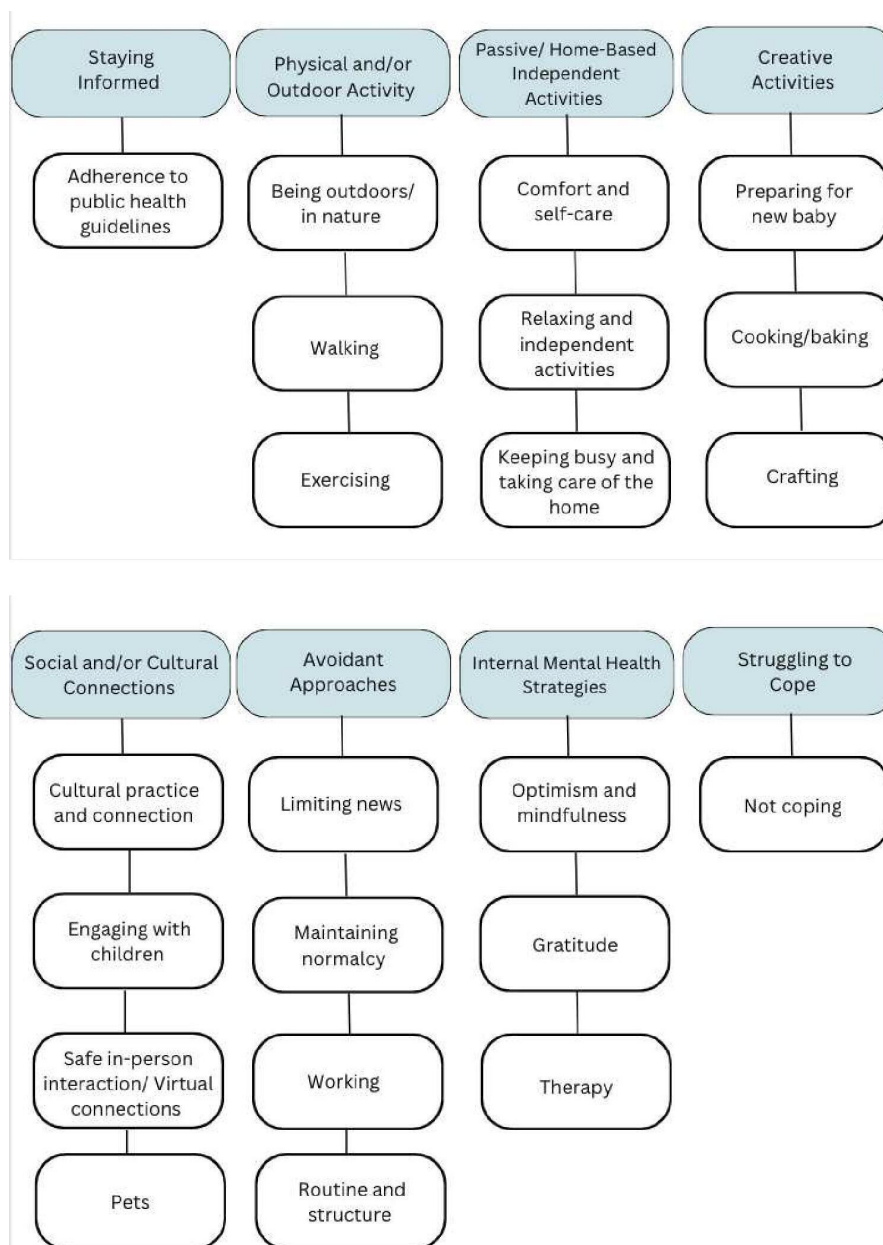 Staying
Informed
Adherence to
public health
guidelines
Physical and/or
Outdoor Activity
Being outdoors/
in nature
Walking
Exercising
Passive/ Home-Based
Independent
Activities
Comfort and
self-care
Relaxing and
independent
activities
Keeping busy and
taking care of the
home
Creative
Activities
Preparing for
new baby
Cooking/baking
Crafting
Social and/or Cultural
Connections
Cultural practice
and connection
Engaging with
children
Safe in-person
interaction/ Virtual
connections
Pets
Avoidant
Approaches
Limiting news
Maintaining
normalcy
Working
Routine and
structure
Internal Mental Health
Strategies
Optimism and
mindfulness
Gratitude
Therapy
Struggling to
Cope
Not coping